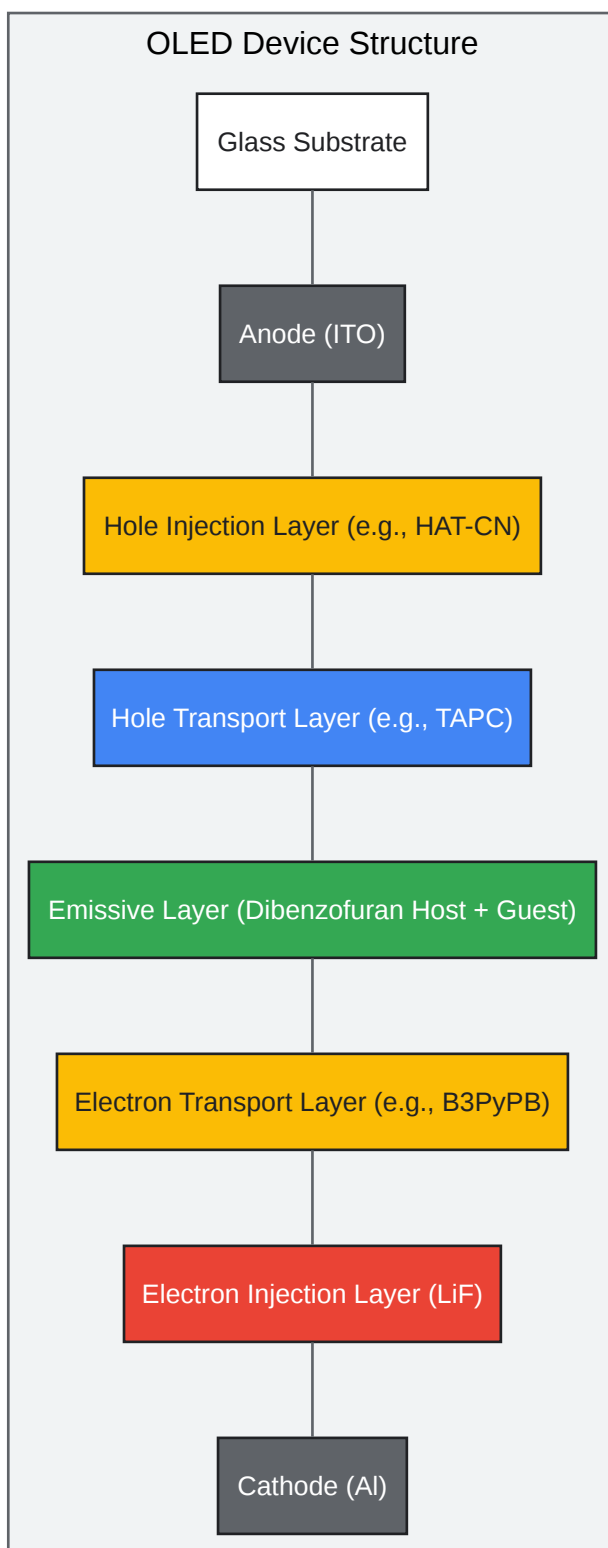 OLED Device Structure
Glass Substrate
Anode (ITO)
Hole Injection Layer (e.g., HAT-CN)
Hole Transport Layer (e.g., TAPC)
Emissive Layer (Dibenzofuran Host + Guest)
Electron Transport Layer (e.g., B3PyPB)
Electron Injection Layer (LiF)
Cathode (Al)